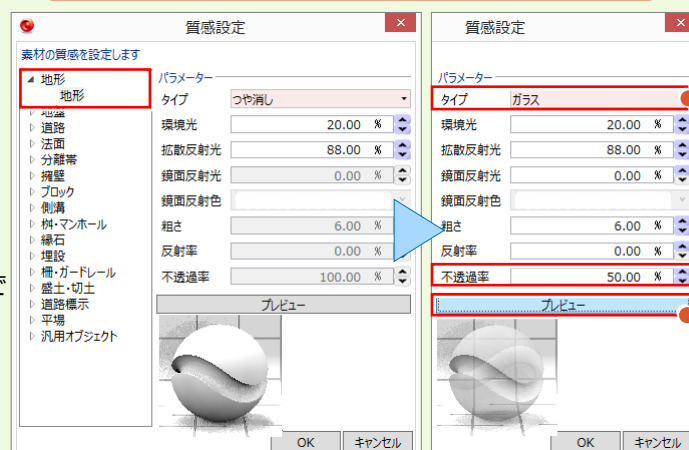 質感設定
素材の質感を設定します
地形
地形
地盤
道路
法面
分離帯
擁壁
ブロック
側溝
桝・マンホール
縁石
埋設
柵・ガードレール
盛土・切土
道路標示
平場
汎用オブジェクト
パラメーター
タイプ つや消し
環境光 20.00 %
拡散反射光 88.00 %
鏡面反射光 0.00 %
鏡面反射色
粗さ 6.00 %
反射率 0.00 %
不透過率 100.00 %
プレビュー
OK キャンセル
質感設定
パラメーター
タイプ ガラス
環境光 20.00 %
拡散反射光 88.00 %
鏡面反射光 0.00 %
鏡面反射色
粗さ 6.00 %
反射率 0.00 %
不透過率 50.00 %
プレビュー
OK キャンセル